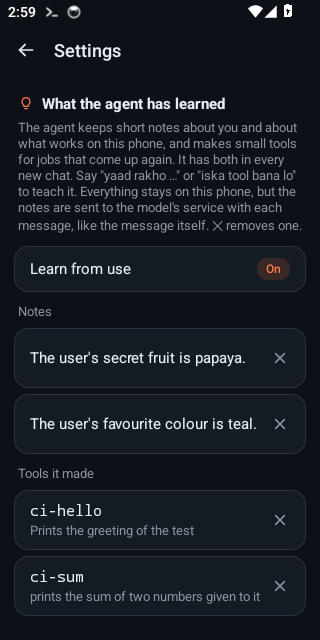 2:59
Settings
What the agent has learned
The agent keeps short notes about you and about
what works on this phone, and makes small tools
for jobs that come up again. It has both in every
new chat. Say "yaad rakho …" or "iska tool bana lo"
to teach it. Everything stays on this phone, but the
notes are sent to the model's service with each
message, like the message itself. ✕ removes one.
Learn from use
On
Notes
The user's secret fruit is papaya.
The user's favourite colour is teal.
Tools it made
ci-hello
Prints the greeting of the test
ci-sum
prints the sum of two numbers given to it